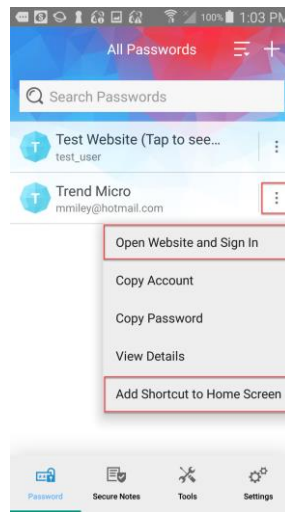 100% 1:03 PM
All Passwords
Search Passwords
T
Test Website (Tap to see...
test_user
T
Trend Micro
mmiley@hotmail.com
Open Website and Sign In
Copy Account
Copy Password
View Details
Add Shortcut to Home Screen
Password Secure Notes Tools Settings